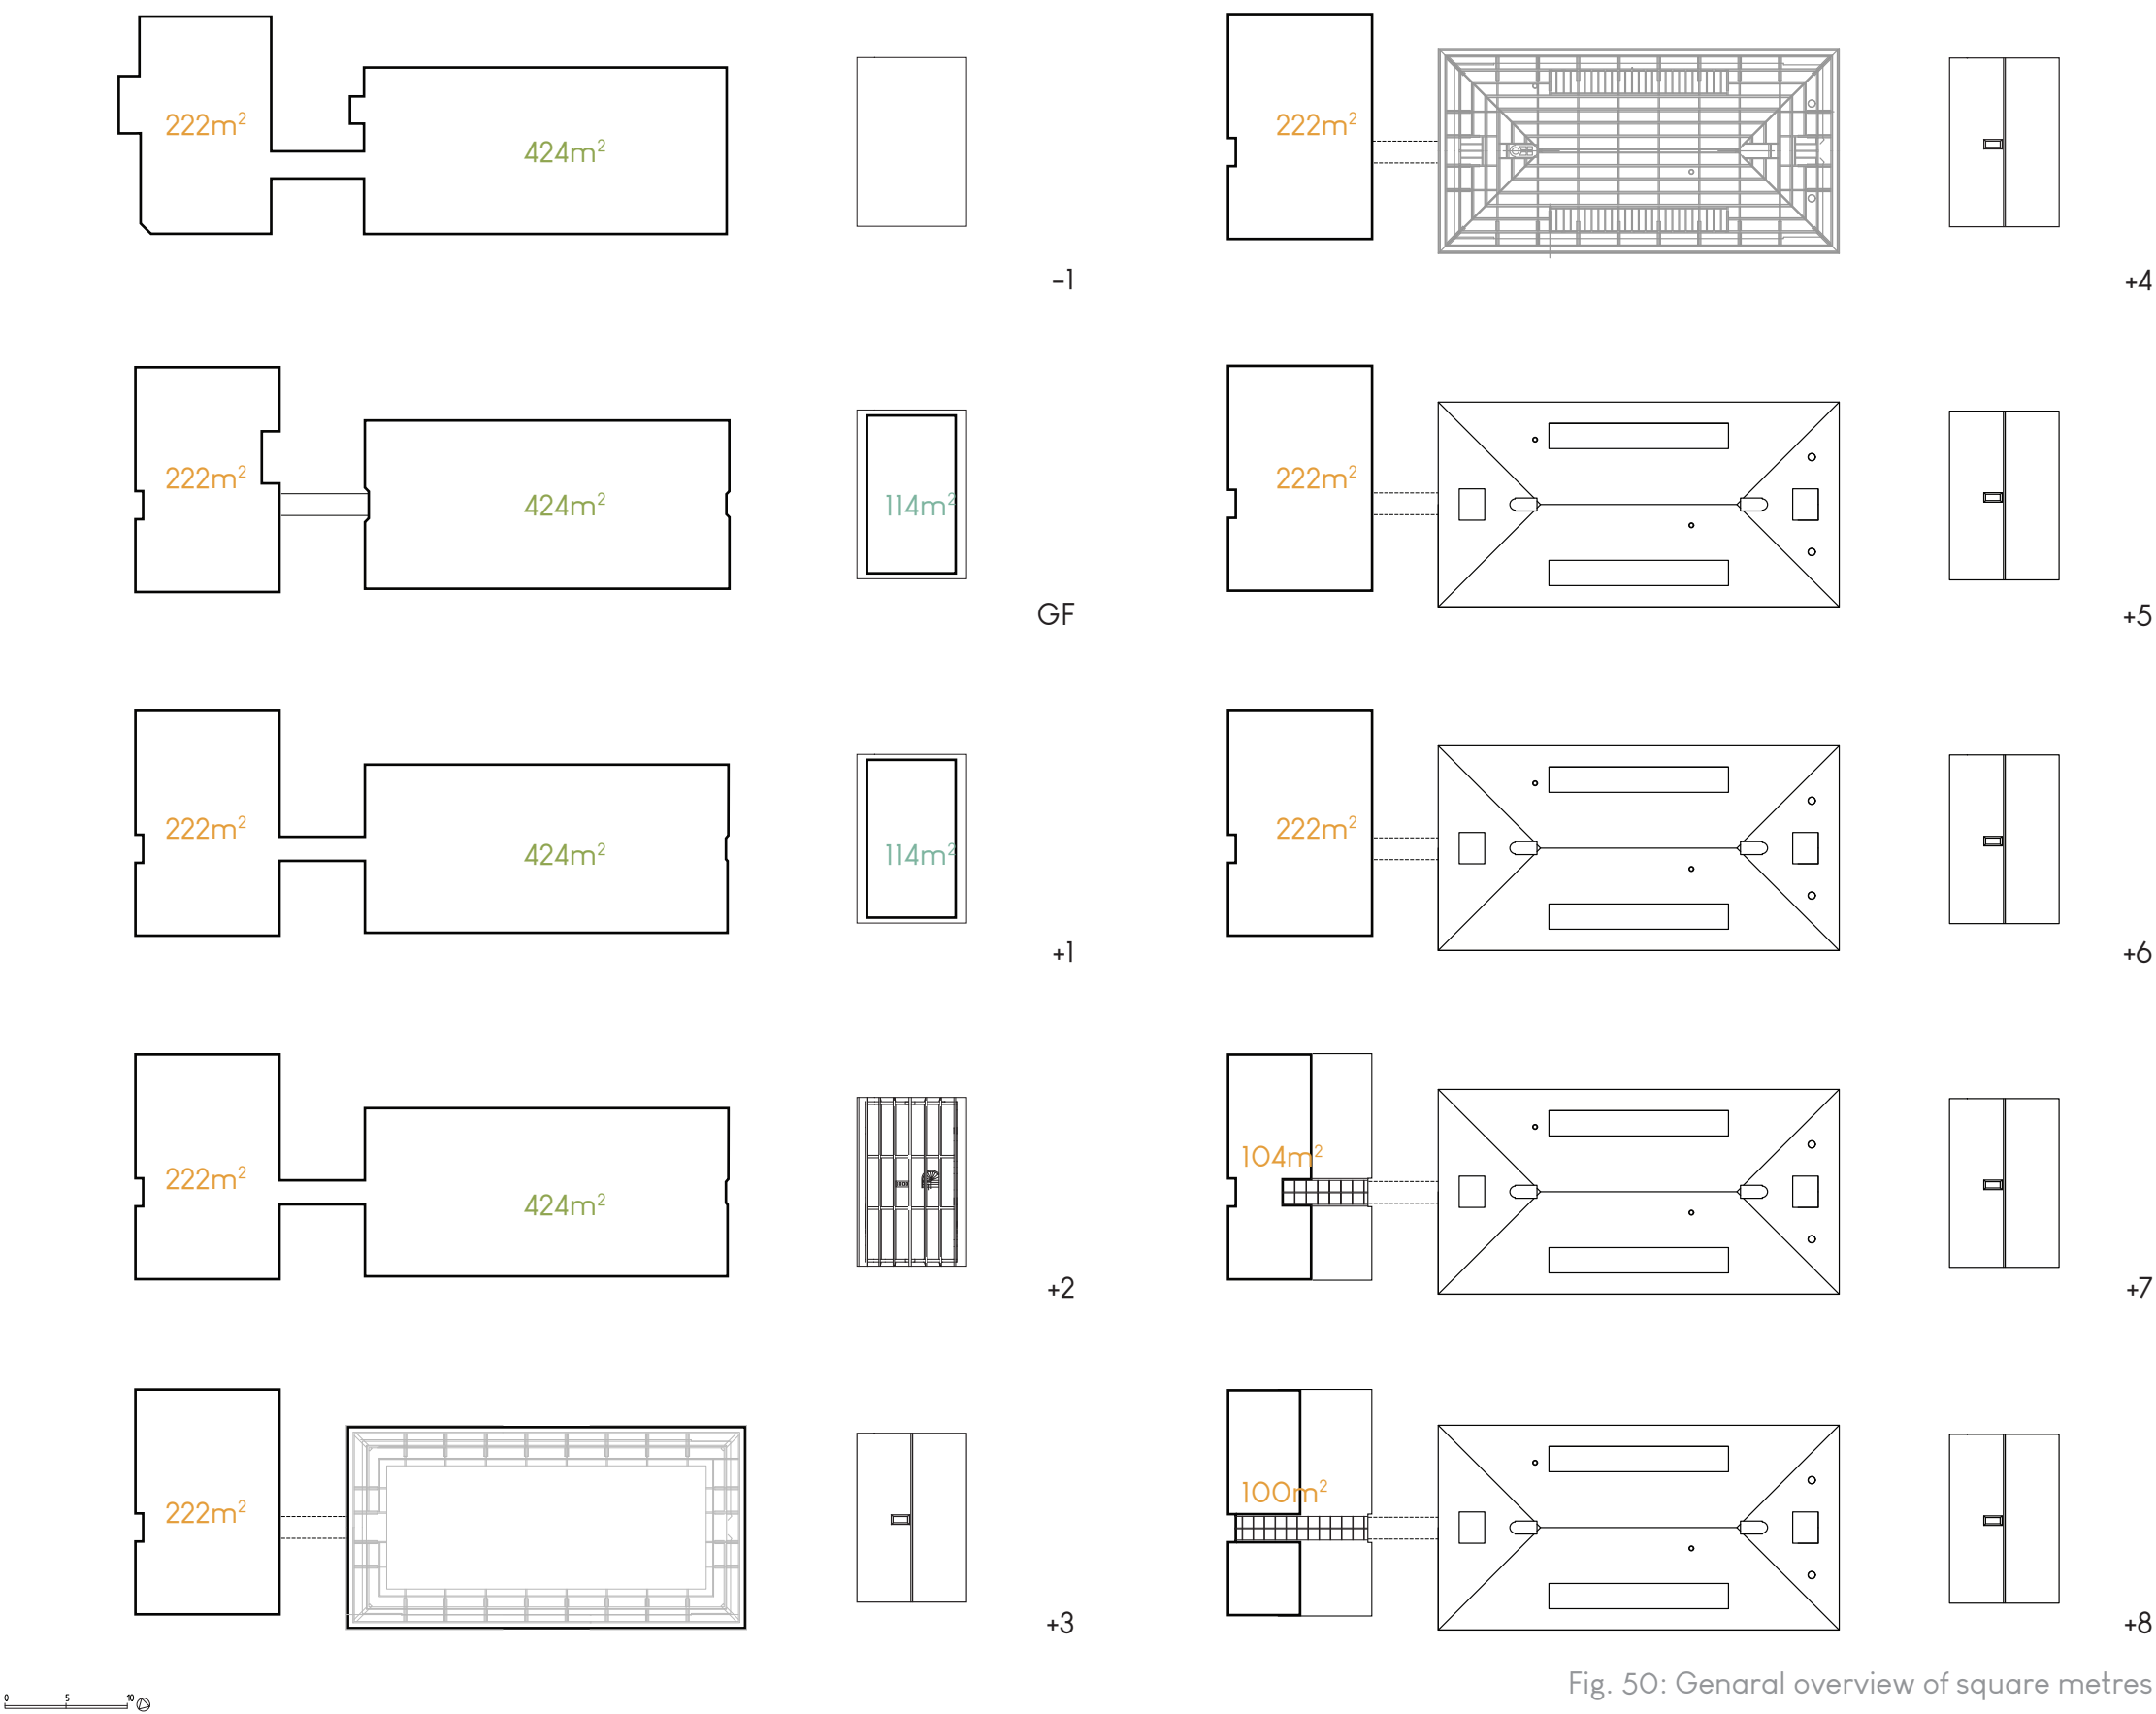 222m²
424m²
-1
222m²
424m²
114m²
GF
222m²
424m²
114m²
+1
222m²
424m²
+2
222m²
+3
0 5 10
222m²
+4
222m²
+5
222m²
+6
104m²
+7
100m²
+8
Fig. 50: Genaral overview of square metres